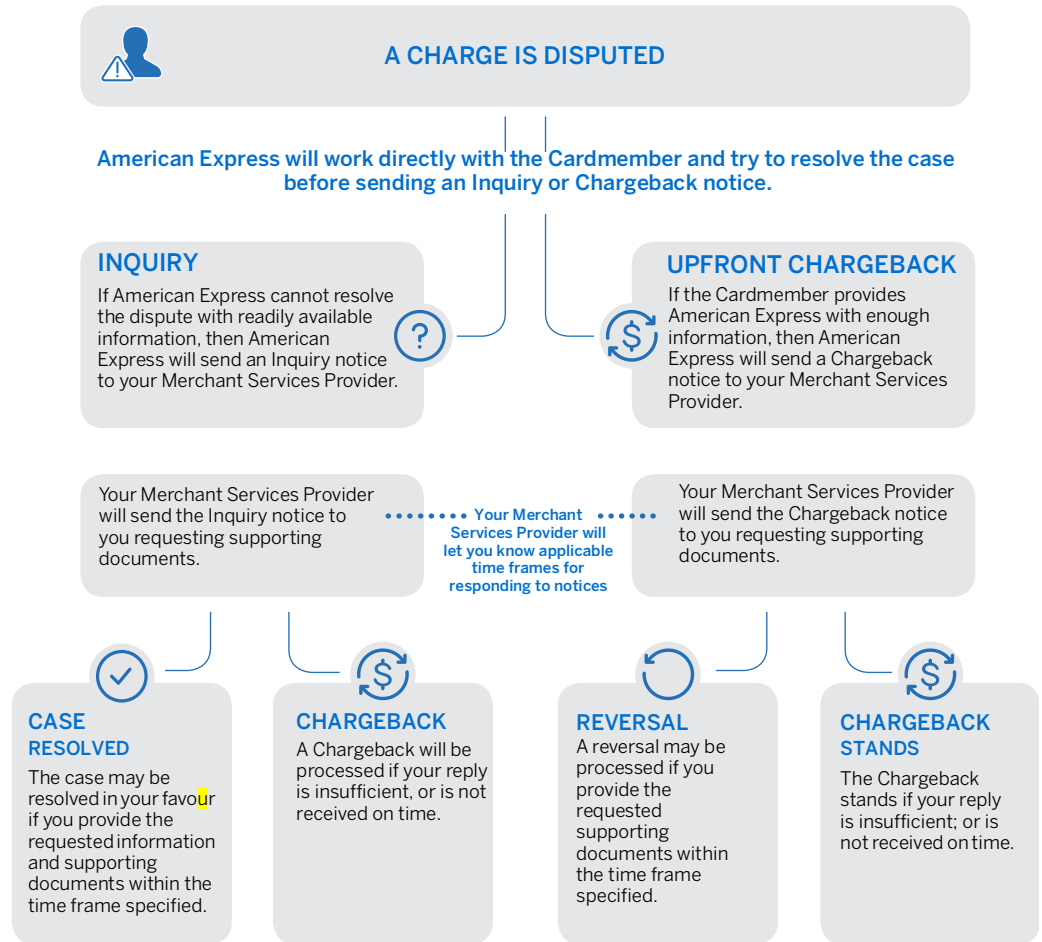 A CHARGE IS DISPUTED
American Express will work directly with the Cardmember and try to resolve the case
before sending an Inquiry or Chargeback notice.
INQUIRY
If American Express cannot resolve
the dispute with readily available
information, then American
Express will send an Inquiry notice
to your Merchant Services Provider.
?
UPFRONT CHARGEBACK
If the Cardmember provides
American Express with enough
information, then American
Express will send a Chargeback
notice to your Merchant Services
Provider.
$
Your Merchant Services Provider
will send the Inquiry notice to
you requesting supporting
documents.
Your Merchant
Services Provider will
let you know applicable
time frames for
responding to notices
Your Merchant Services Provider
will send the Chargeback notice
to you requesting supporting
documents.
CASE
RESOLVED
The case may be
resolved in your favour
if you provide the
requested information
and supporting
documents within the
time frame specified.
$
CHARGEBACK
A Chargeback will be
processed if your reply
is insufficient, or is not
received on time.
REVERSAL
A reversal may be
processed if you
provide the
requested
supporting
documents within
the time frame
specified.
$
CHARGEBACK
STANDS
The Chargeback
stands if your reply
is insufficient; or is
not received on time.